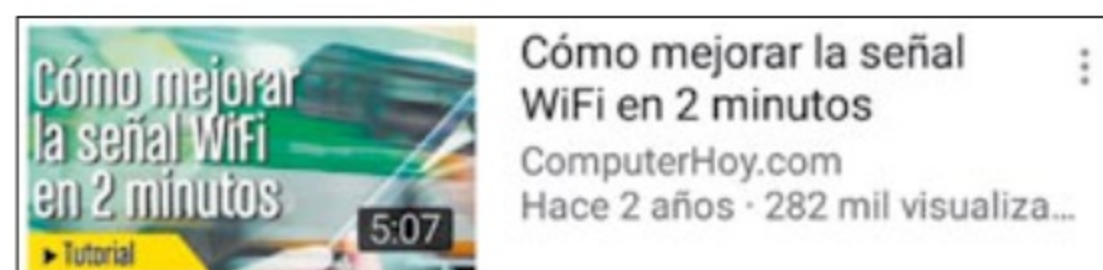 Cómo mejorar
la señal WiFi
en 2 minutos
5:07
▸ Tutorial
Cómo mejorar la señal
WiFi en 2 minutos
ComputerHoy.com
Hace 2 años · 282 mil visualiza...